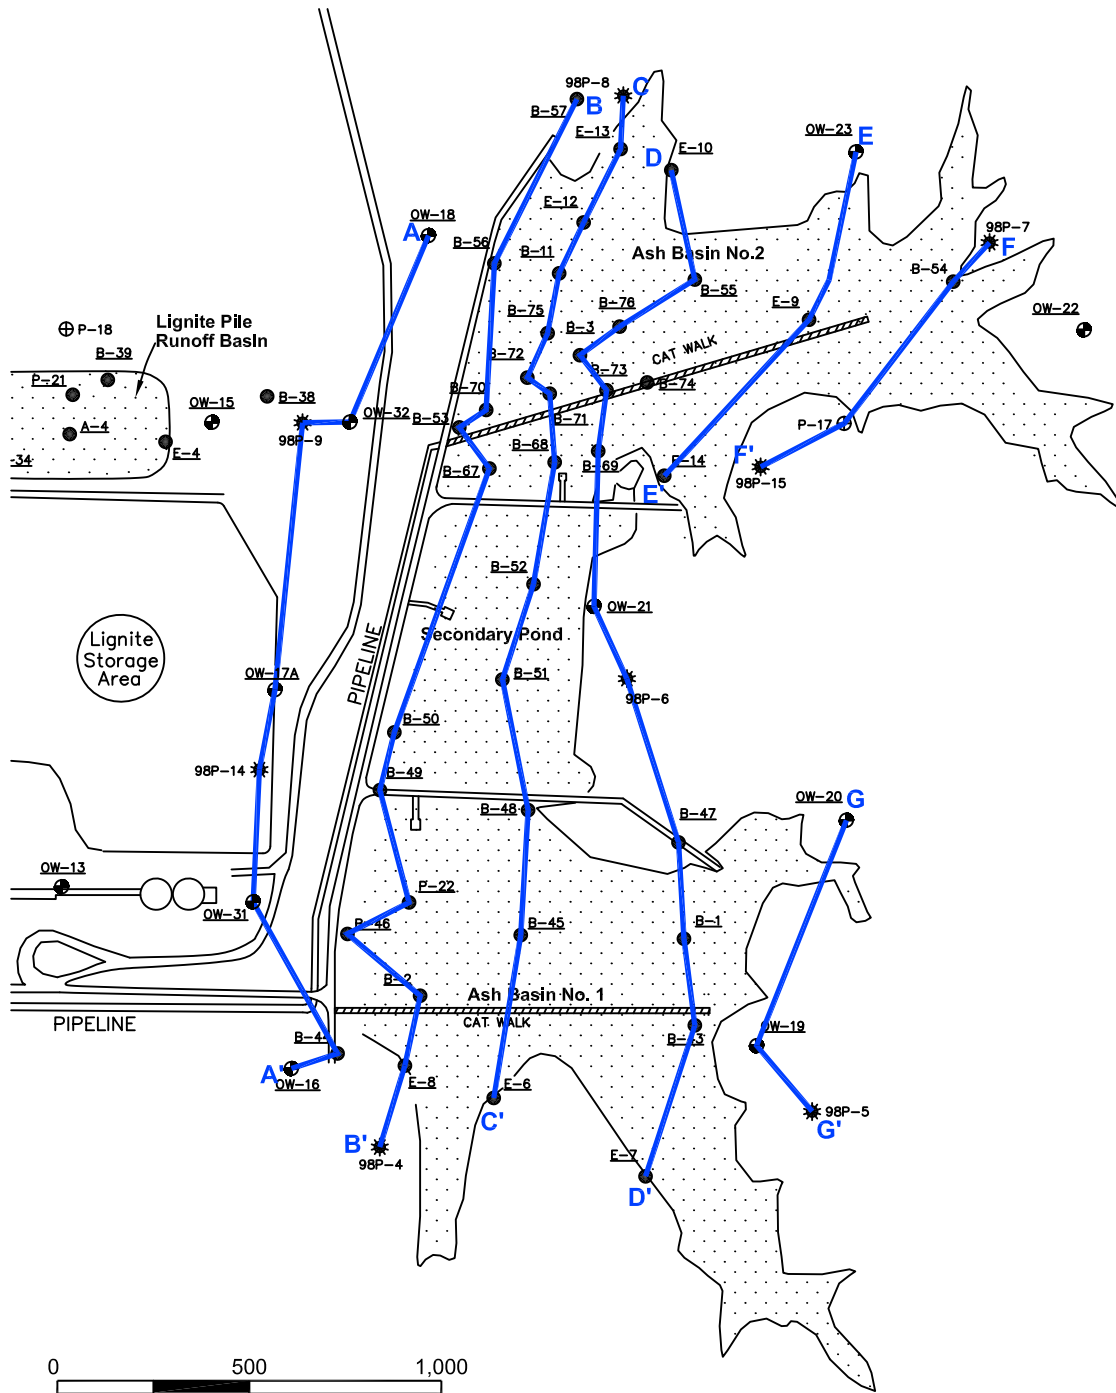 98P-8
C
B-57
B
E-13
OW-23
E
D
E-10
OW-18
A
E-12
B-56
B-11
Ash Basin No.2
98P-7
F
B-54
P-18
Lignite Pile
Runoff Basin
B-75
B-76
B-55
E-9
OW-22
B-39
B-3
CAT WALK
P-21
B-72
B-73
B-74
B-38
B-70
OW-15
OW-32
B-53
B-71
P-17
A-4
98P-9
E-4
B-68
-34
B-67
B-69
E-14
F'
98P-15
E'
B-52
OW-21
Lignite
Storage
Area
Secondary Pond
PIPELINE
OW-17A
B-51
98P-6
B-50
98P-14
B-49
B-48
OW-20
G
B-47
OW-13
P-22
OW-31
B-46
B-45
B-1
B-2
Ash Basin No. 1
PIPELINE
CAT WALK
B-43
OW-19
B-44
A'
OW-16
E-8
E-6
C'
98P-5
G'
B'
98P-4
E-7
D'
0 500 1,000